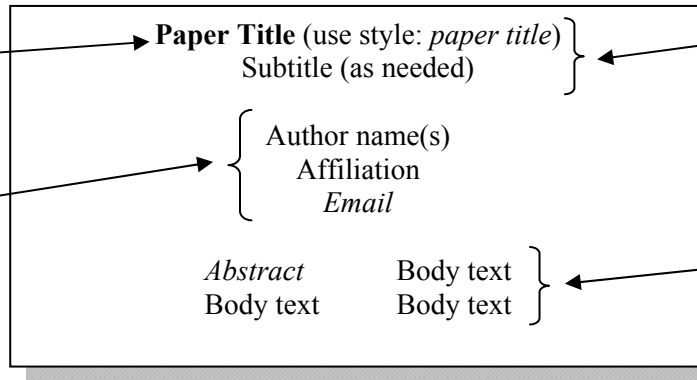 Paper Title (use style: paper title)
Subtitle (as needed)
Author name(s)
Affiliation
Email
Abstract
Body text
Body text
Body text